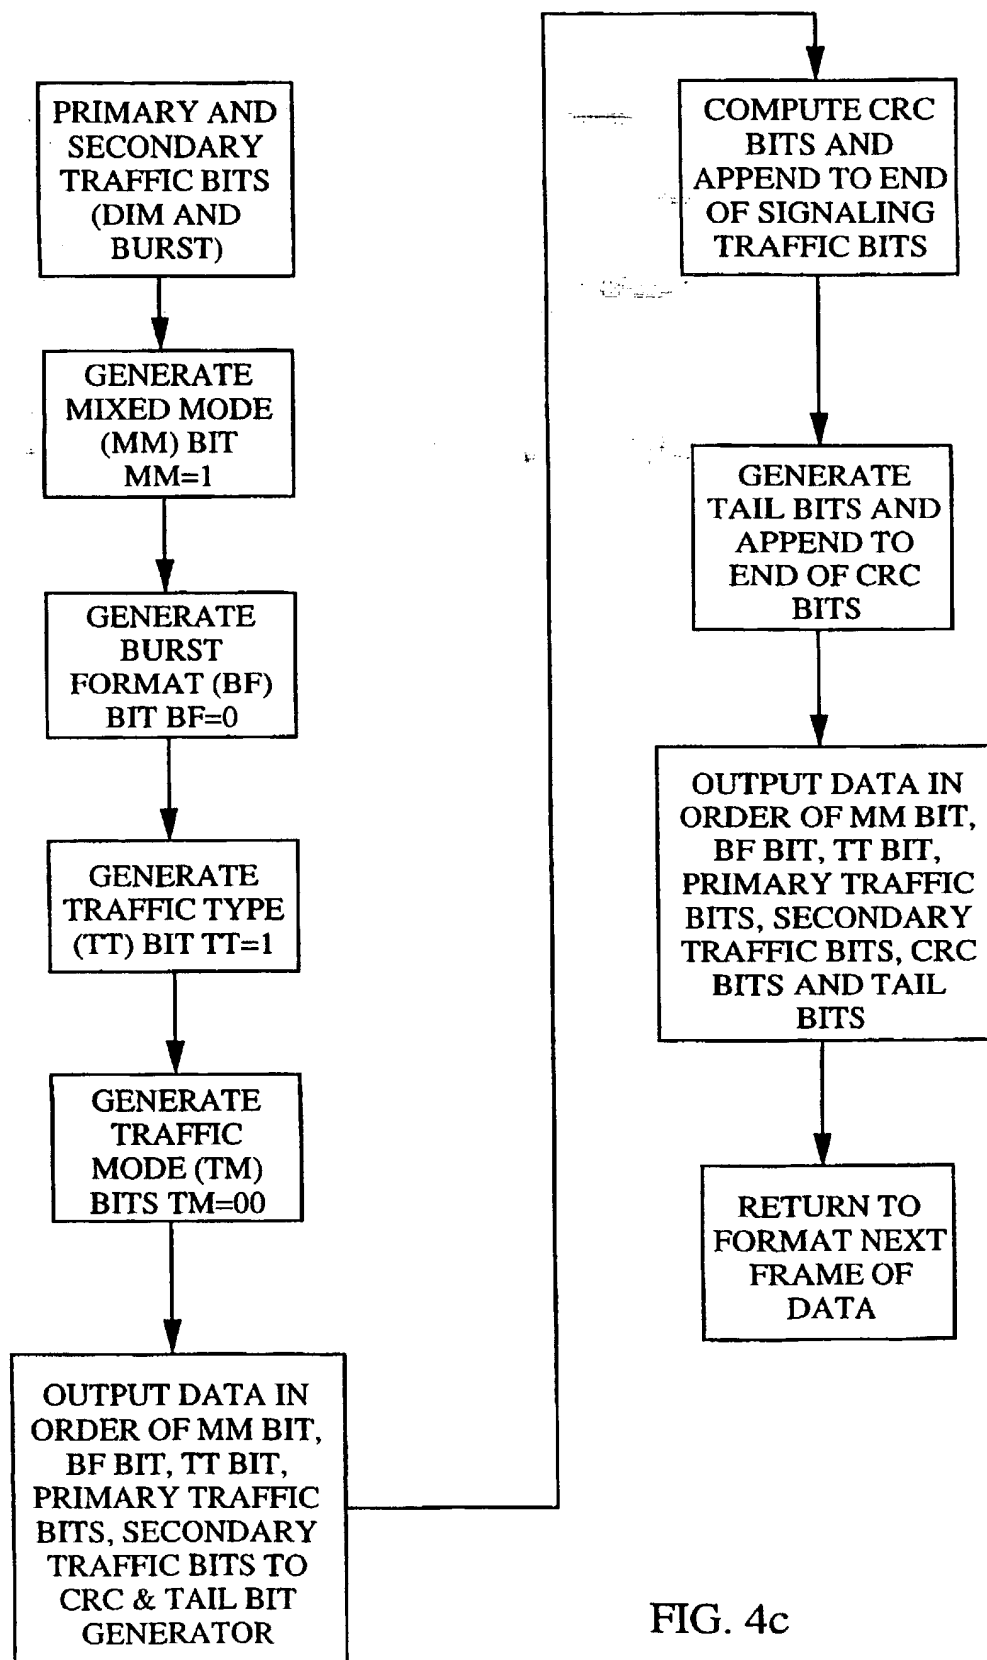 PRIMARY AND
SECONDARY
TRAFFIC BITS
(DIM AND
BURST)
GENERATE
MIXED MODE
(MM) BIT
MM=1
GENERATE
BURST
FORMAT (BF)
BIT BF=0
GENERATE
TRAFFIC TYPE
(TT) BIT TT=1
GENERATE
TRAFFIC
MODE (TM)
BITS TM=00
OUTPUT DATA IN
ORDER OF MM BIT,
BF BIT, TT BIT,
PRIMARY TRAFFIC
BITS, SECONDARY
TRAFFIC BITS TO
CRC & TAIL BIT
GENERATOR
COMPUTE CRC
BITS AND
APPEND TO END
OF SIGNALING
TRAFFIC BITS
GENERATE
TAIL BITS AND
APPEND TO
END OF CRC
BITS
OUTPUT DATA IN
ORDER OF MM BIT,
BF BIT, TT BIT,
PRIMARY TRAFFIC
BITS, SECONDARY
TRAFFIC BITS, CRC
BITS AND TAIL
BITS
RETURN TO
FORMAT NEXT
FRAME OF
DATA
FIG. 4c